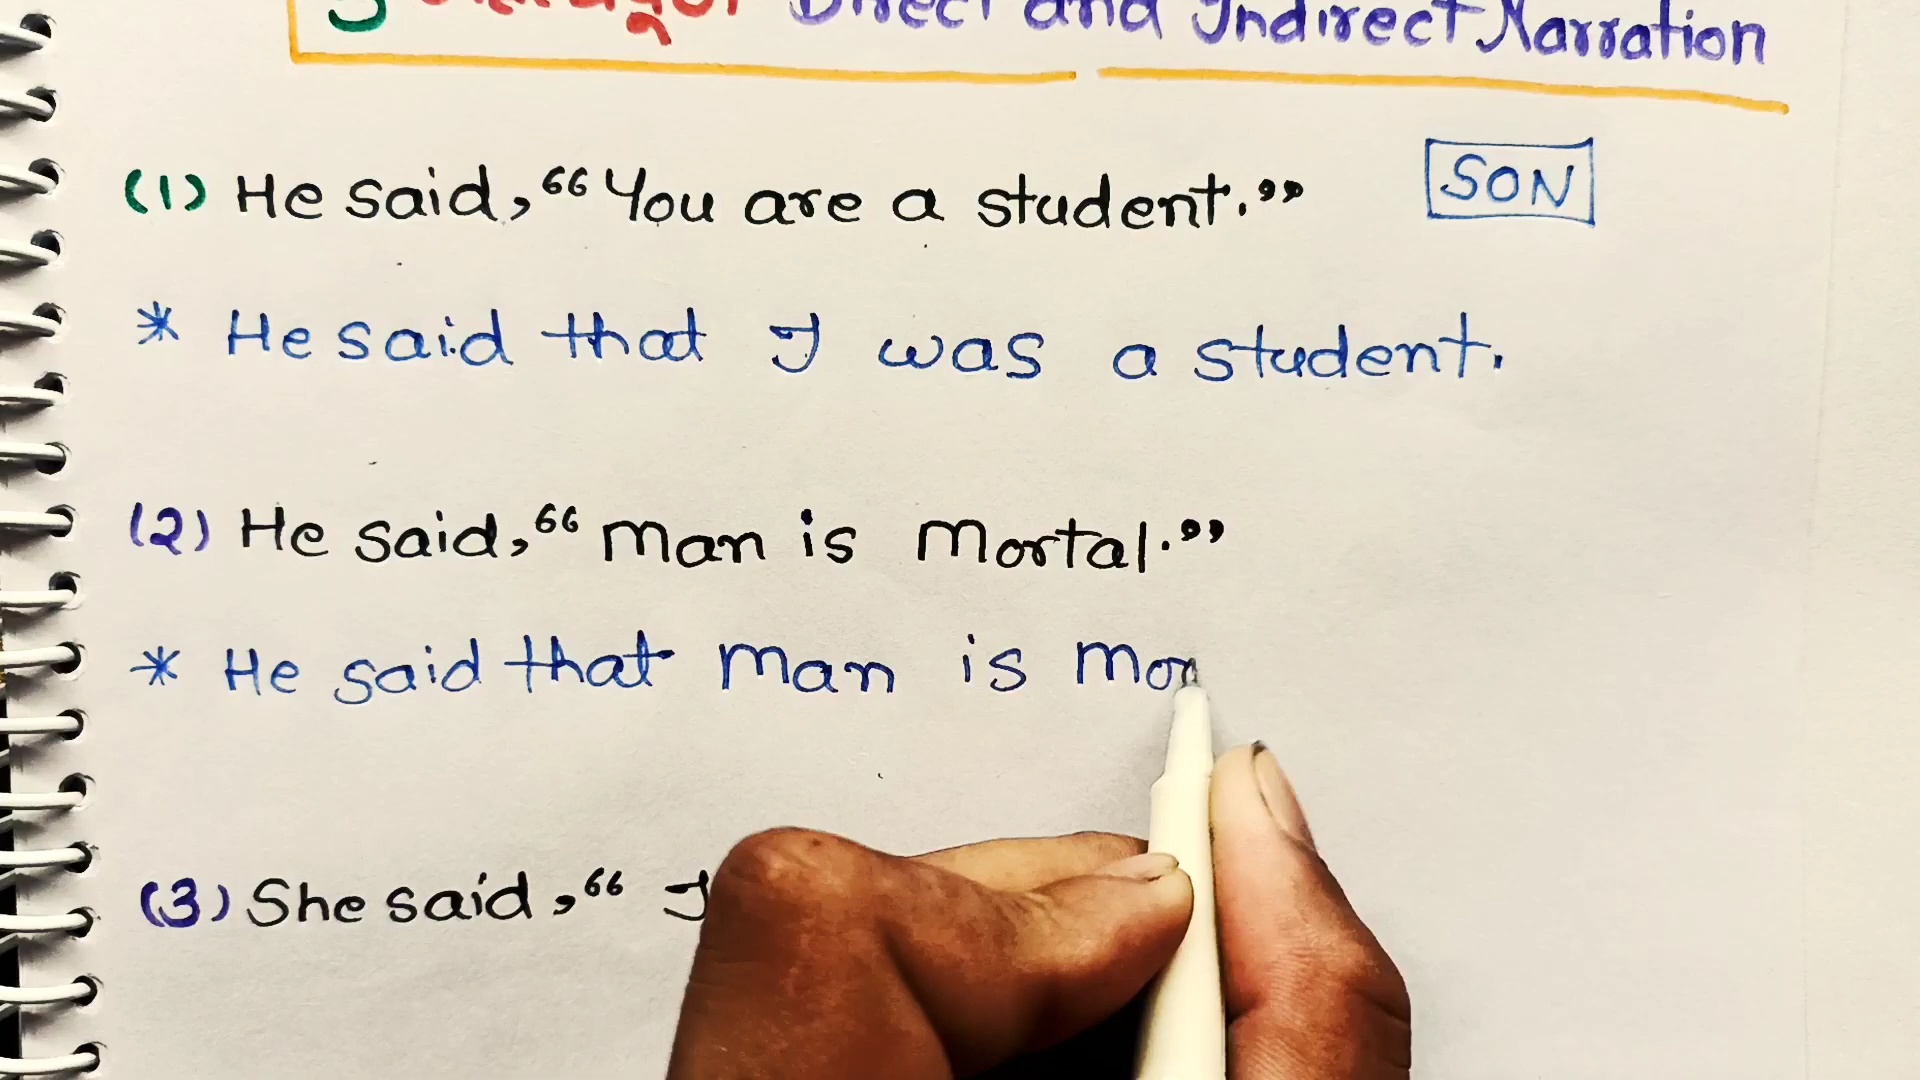 Direct and Indirect Narration
(1) He said, “You are a student.”
SON
* He said that I was a student.
(2) He said, “Man is Mortal.”
* He said that Man is Mor
(3) She said, “I